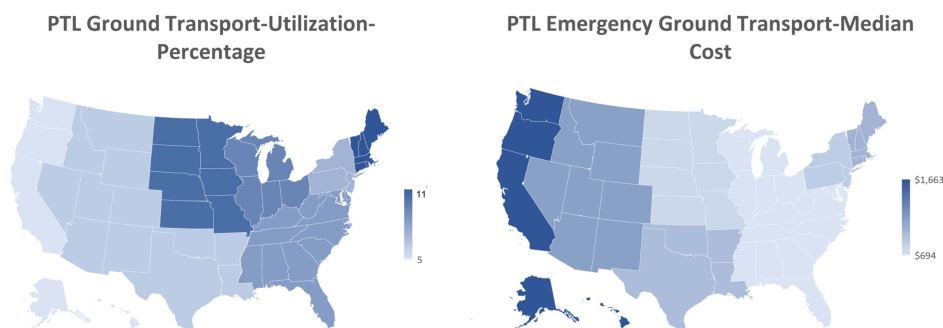 PTL Ground Transport-Utilization-
Percentage
11
5
PTL Emergency Ground Transport-Median
Cost
$1,663
$694